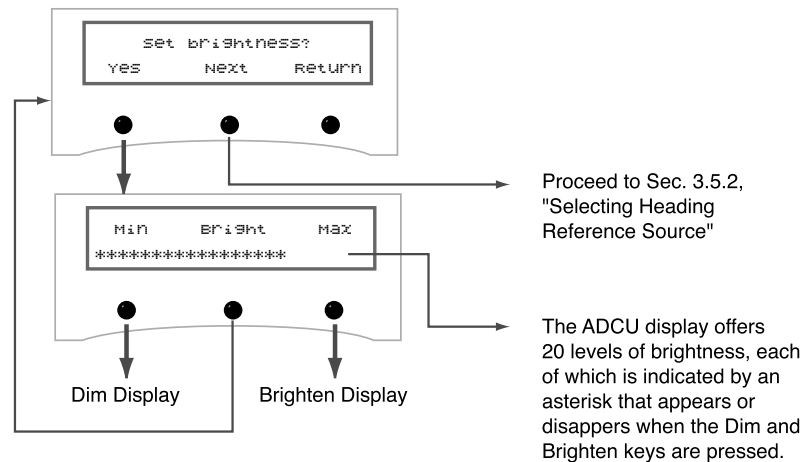 Set brightness?
Yes Next Return
Proceed to Sec. 3.5.2,
"Selecting Heading
Reference Source"
Min Bright Max
*****************
The ADCU display offers
20 levels of brightness, each
of which is indicated by an
asterisk that appears or
disappers when the Dim and
Brighten keys are pressed.
Dim Display Brighten Display